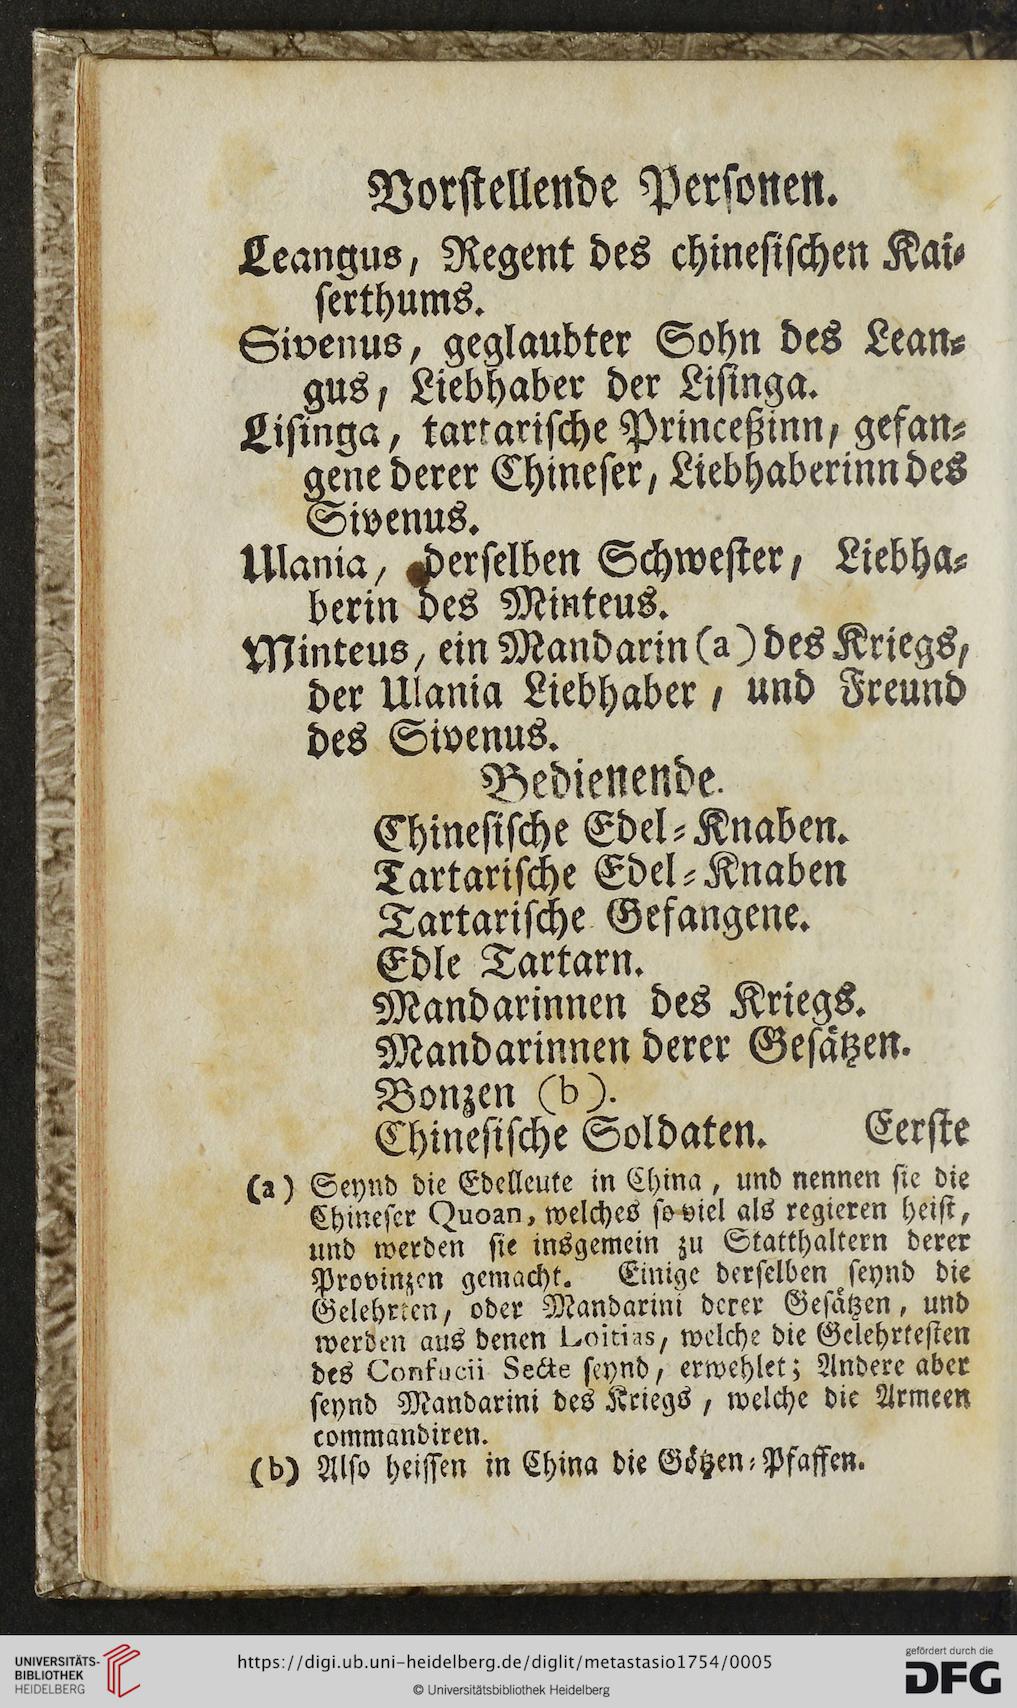 Vorstellende Personen.
Leangus, Regent des chinesischen Kai-
serthums.
Sivenus, geglaubter Sohn des Lean-
gus, Liebhaber der Lisinga.
Lisinga, tartarische Princeßinn, gefan-
gene derer Chineser, Liebhaberinn des
Sivenus.
Ulania, derselben Schwester, Liebha-
berin des Minteus.
Minteus, ein Mandarin (a) des Kriegs,
der Ulania Liebhaber, und Freund
des Sivenus.
Bedienende.
Chinesische Edel-Knaben.
Tartarische Edel-Knaben
Tartarische Gefangene.
Edle Tartarn.
Mandarinnen des Kriegs.
Mandarinnen derer Gesätzen.
Bonzen (b).
Chinesische Soldaten. Eerste
(a) Seynd die Edelleute in China, und nennen sie die
Chineser Quoan, welches so viel als regieren heist,
und werden sie insgemein zu Statthaltern derer
Provinzen gemacht. Einige derselben seynd die
Gelehrten, oder Mandarini derer Gesätzen, und
werden aus denen Loitias, welche die Gelehrtesten
des Confucii Secte seynd, erwehlet; Andere aber
seynd Mandarini des Kriegs, welche die Armeen
commandiren.
(b) Also heissen in China die Götzen-Pfaffen.
UNIVERSITÄTS-
BIBLIOTHEK
HEIDELBERG
https://digi.ub.uni-heidelberg.de/diglit/metastasio1754/0005
© Universitätsbibliothek Heidelberg
gefördert durch die
DFG